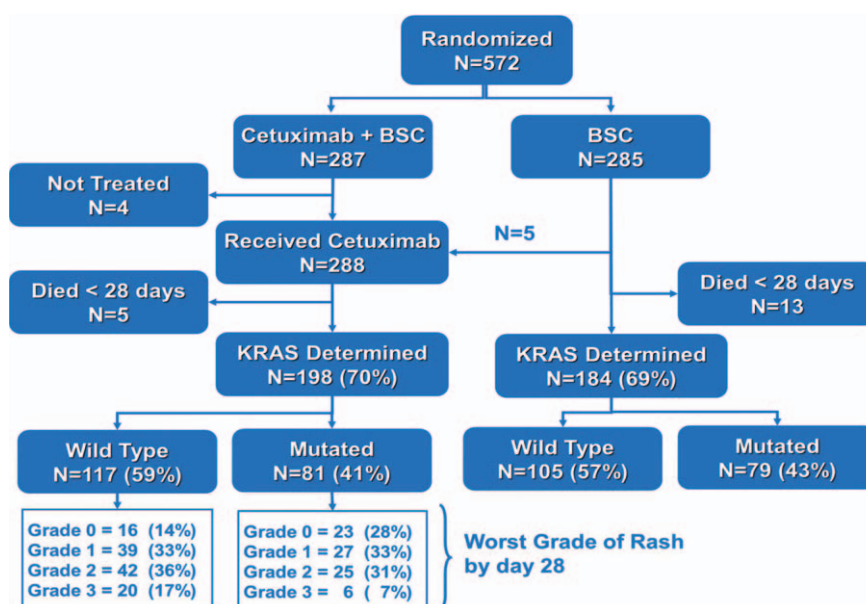 Randomized
N=572
Cetuximab + BSC
N=287
BSC
N=285
Not Treated
N=4
Received Cetuximab
N=288
N=5
Died < 28 days
N=5
Died < 28 days
N=13
KRAS Determined
N=198 (70%)
KRAS Determined
N=184 (69%)
Wild Type
N=117 (59%)
Mutated
N=81 (41%)
Wild Type
N=105 (57%)
Mutated
N=79 (43%)
Grade 0 = 16 (14%)
Grade 1 = 39 (33%)
Grade 2 = 42 (36%)
Grade 3 = 20 (17%)
Grade 0 = 23 (28%)
Grade 1 = 27 (33%)
Grade 2 = 25 (31%)
Grade 3 = 6 ( 7%)
Worst Grade of Rash
by day 28